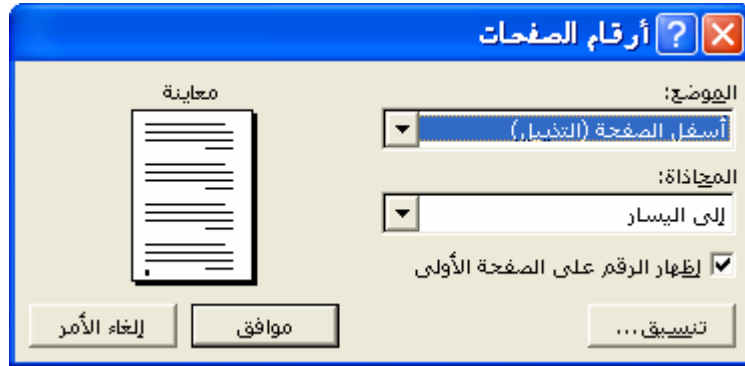 أرقام الصفحات
الموضع:
أسفل الصفحة (التذييل)
المحاذاة:
إلى اليسار
إظهار الرقم على الصفحة الأولى
تنسيق...
معاينة
موافق
إلغاء الأمر